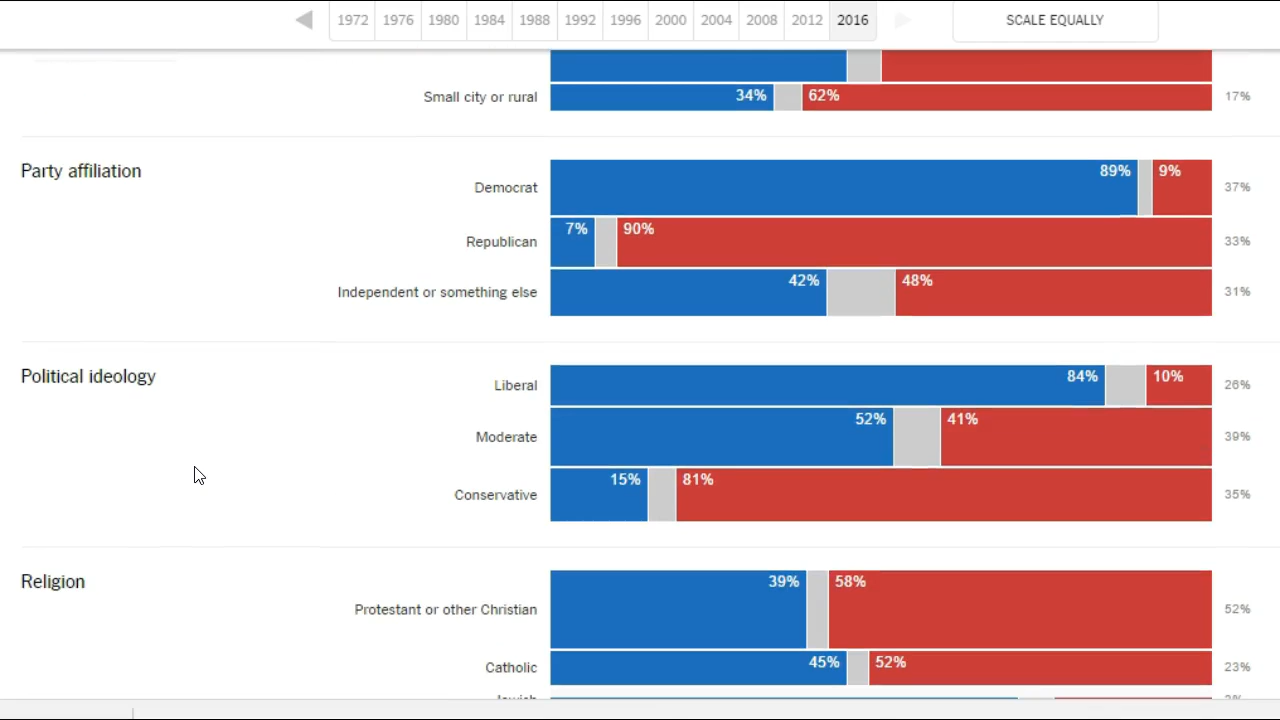 1972 1976 1980 1984 1988 1992 1996 2000 2004 2008 2012 2016 SCALE EQUALLY
Small city or rural 34% 62% 17%
Party affiliation
Democrat 89% 9% 37%
Republican 7% 90% 33%
Independent or something else 42% 48% 31%
Political ideology
Liberal 84% 10% 26%
Moderate 52% 41% 39%
Conservative 15% 81% 35%
Religion
Protestant or other Christian 39% 58% 52%
Catholic 45% 52% 23%